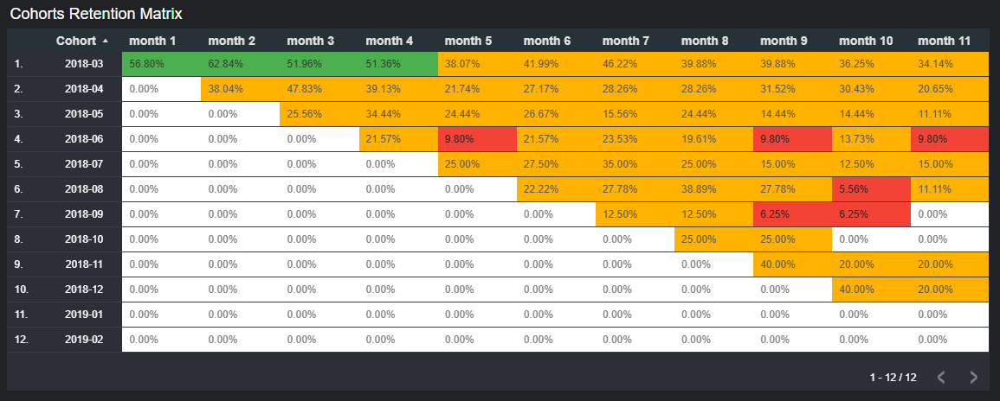 Cohorts Retention Matrix
Cohort month 1 month 2 month 3 month 4 month 5 month 6 month 7 month 8 month 9 month 10 month 11
1. 2018-03 56.80% 62.84% 51.96% 51.36% 38.07% 41.99% 46.22% 39.88% 39.88% 36.25% 34.14%
2. 2018-04 0.00% 38.04% 47.83% 39.13% 21.74% 27.17% 28.26% 28.26% 31.52% 30.43% 20.65%
3. 2018-05 0.00% 0.00% 25.56% 34.44% 24.44% 26.67% 15.56% 24.44% 14.44% 14.44% 11.11%
4. 2018-06 0.00% 0.00% 0.00% 21.57% 9.80% 21.57% 23.53% 19.61% 9.80% 13.73% 9.80%
5. 2018-07 0.00% 0.00% 0.00% 0.00% 25.00% 27.50% 35.00% 25.00% 15.00% 12.50% 15.00%
6. 2018-08 0.00% 0.00% 0.00% 0.00% 0.00% 22.22% 27.78% 38.89% 27.78% 5.56% 11.11%
7. 2018-09 0.00% 0.00% 0.00% 0.00% 0.00% 0.00% 12.50% 12.50% 6.25% 6.25% 0.00%
8. 2018-10 0.00% 0.00% 0.00% 0.00% 0.00% 0.00% 0.00% 25.00% 25.00% 0.00% 0.00%
9. 2018-11 0.00% 0.00% 0.00% 0.00% 0.00% 0.00% 0.00% 0.00% 40.00% 20.00% 20.00%
10. 2018-12 0.00% 0.00% 0.00% 0.00% 0.00% 0.00% 0.00% 0.00% 0.00% 40.00% 20.00%
11. 2019-01 0.00% 0.00% 0.00% 0.00% 0.00% 0.00% 0.00% 0.00% 0.00% 0.00% 0.00%
12. 2019-02 0.00% 0.00% 0.00% 0.00% 0.00% 0.00% 0.00% 0.00% 0.00% 0.00% 0.00%
1 - 12 / 12